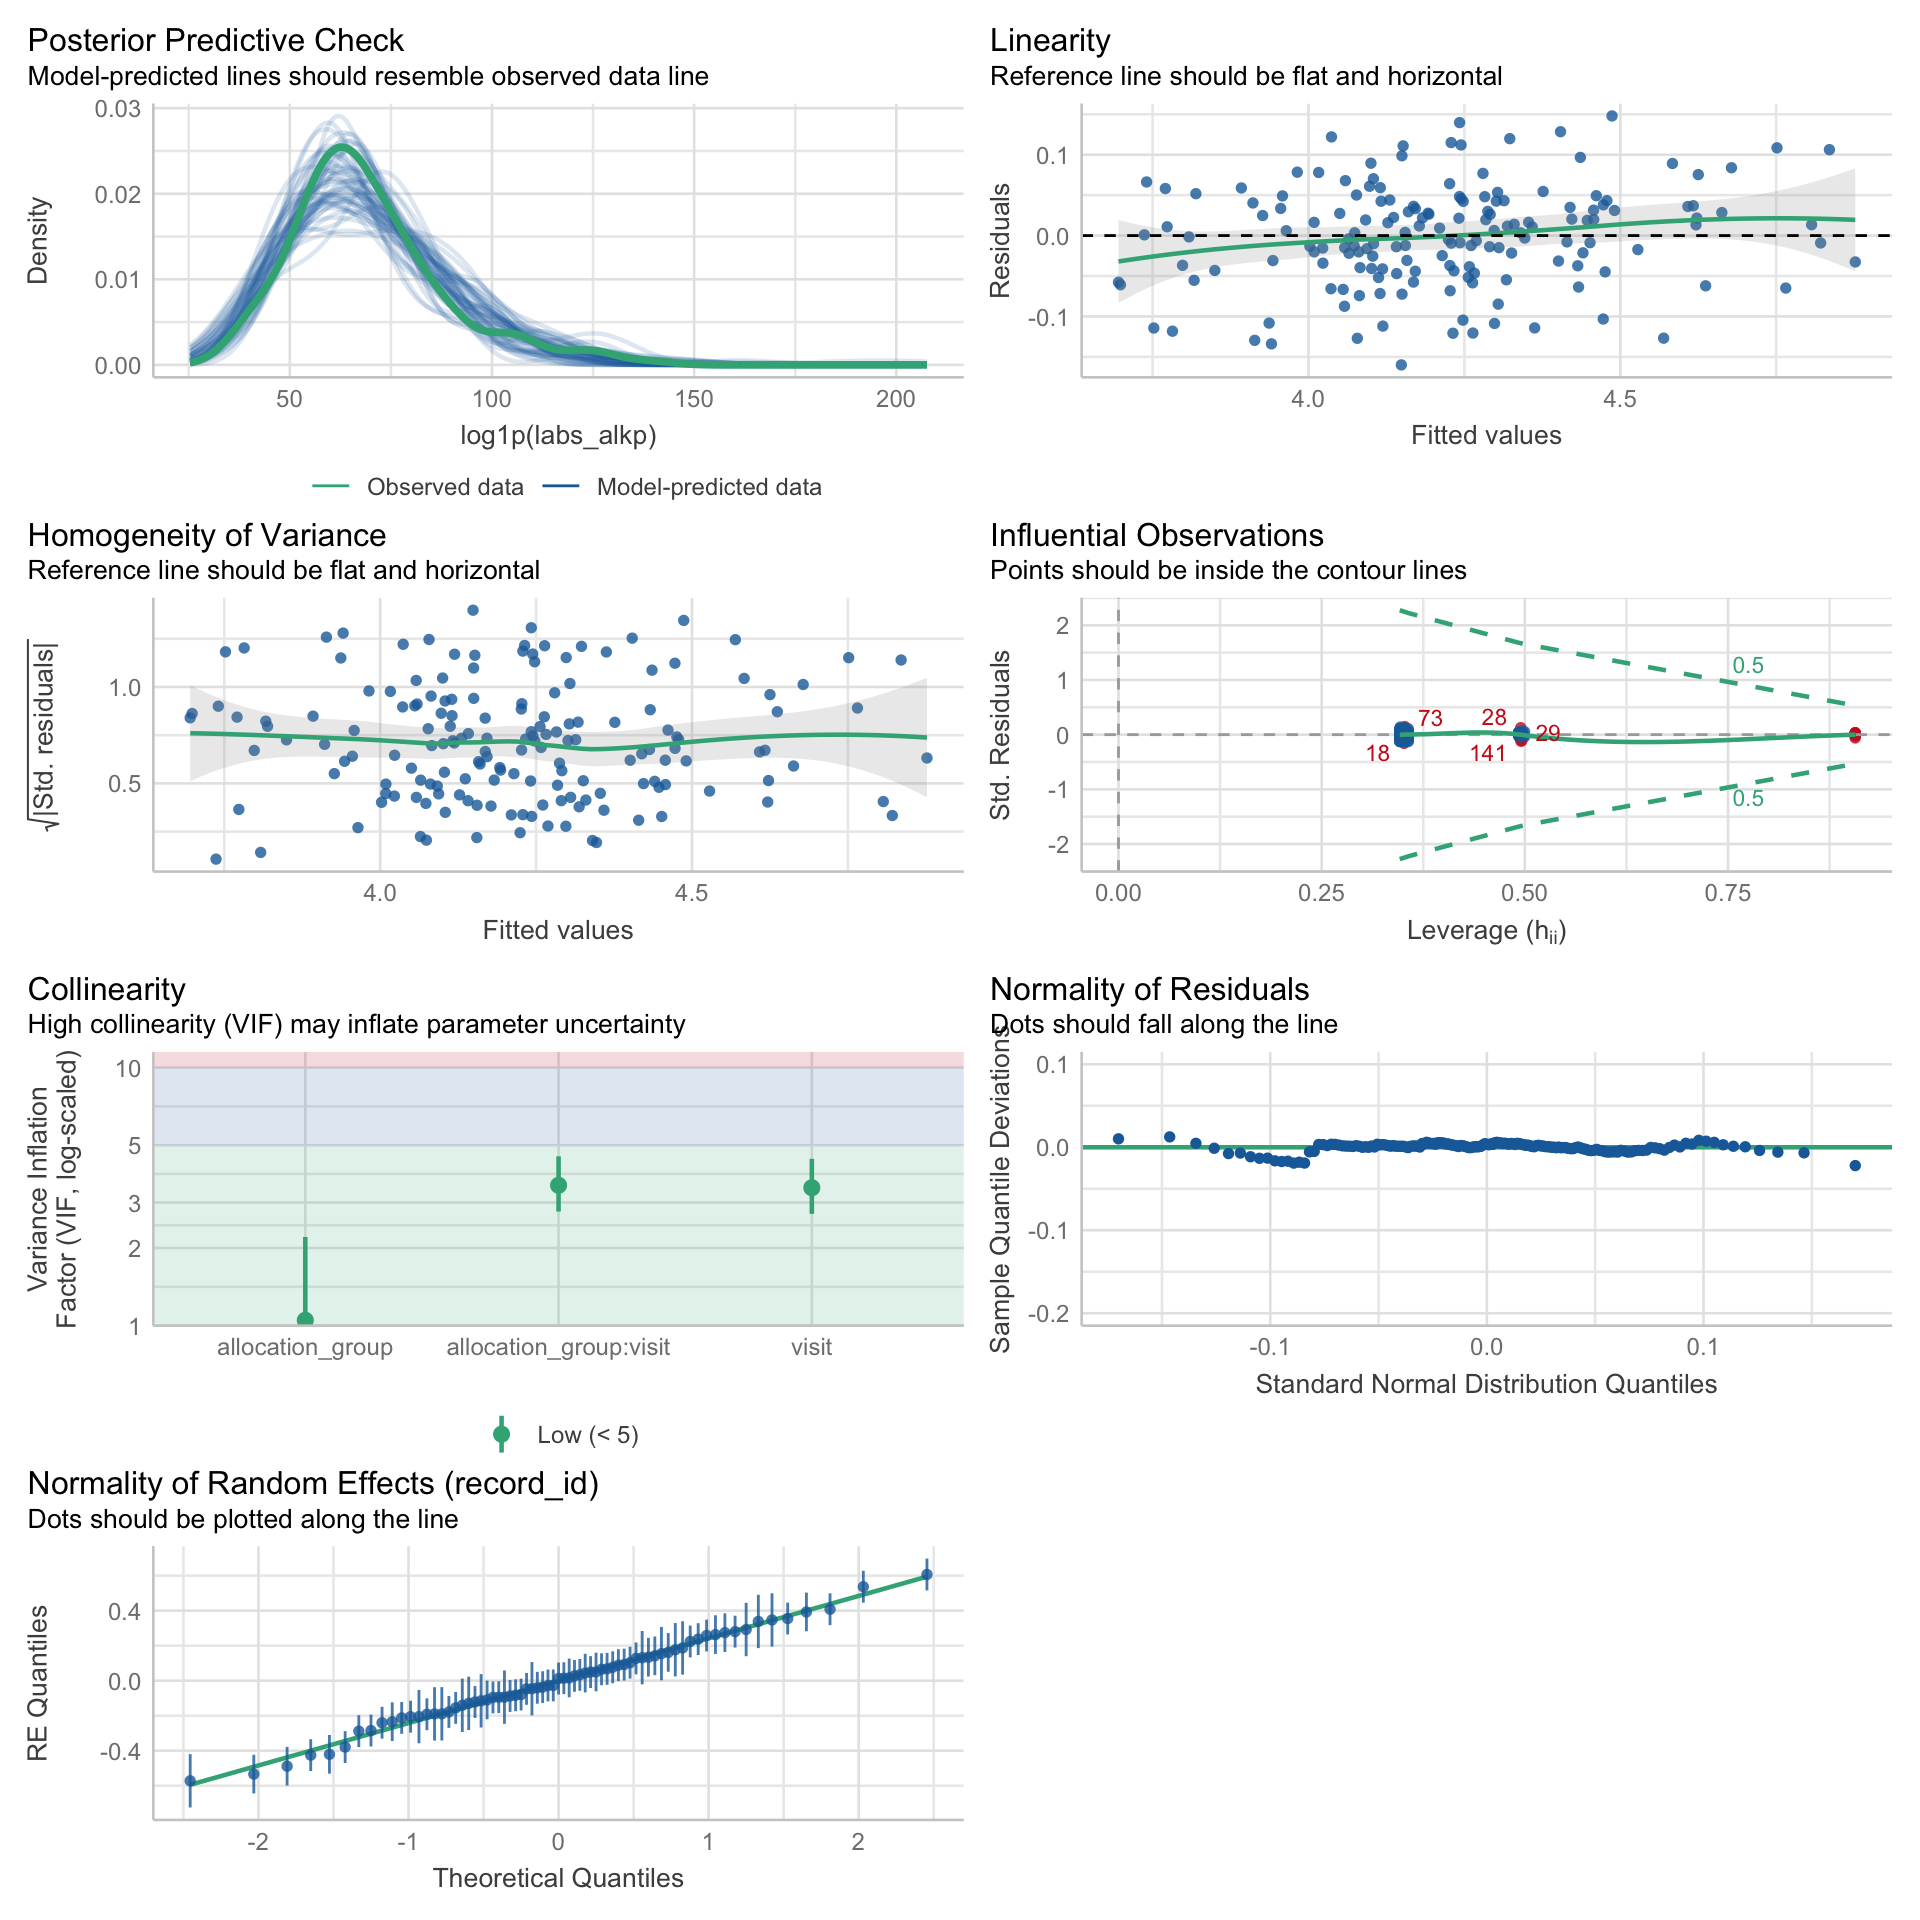 Posterior Predictive Check
Model-predicted lines should resemble observed data line
Density
0.03
0.02
0.01
0.00
50
100
150
200
log1p(labs_alkp)
Observed data
Model-predicted data
Linearity
Reference line should be flat and horizontal
Residuals
0.1
0.0
-0.1
4.0
4.5
Fitted values
Homogeneity of Variance
Reference line should be flat and horizontal
√|Std. residuals|
1.0
0.5
4.0
4.5
Fitted values
Influential Observations
Points should be inside the contour lines
Std. Residuals
2
1
0
-1
-2
0.5
0.5
73
28
29
18
141
0.00
0.25
0.50
0.75
Leverage (hii)
Collinearity
High collinearity (VIF) may inflate parameter uncertainty
Variance Inflation
Factor (VIF, log-scaled)
10
5
3
2
1
allocation_group
allocation_group:visit
visit
Low (< 5)
Normality of Residuals
Dots should fall along the line
Sample Quantile Deviations
0.1
0.0
-0.1
-0.2
-0.1
0.0
0.1
Standard Normal Distribution Quantiles
Normality of Random Effects (record_id)
Dots should be plotted along the line
RE Quantiles
0.4
0.0
-0.4
-2
-1
0
1
2
Theoretical Quantiles